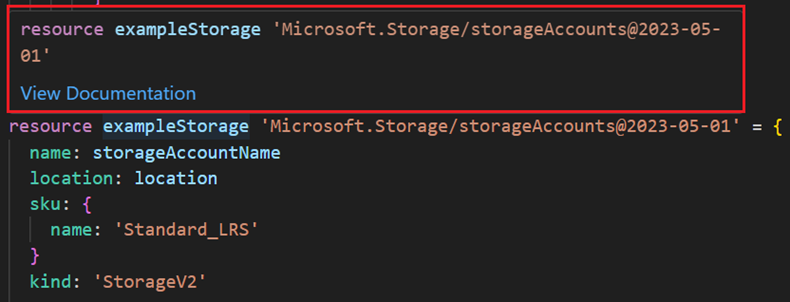 }
resource exampleStorage 'Microsoft.Storage/storageAccounts@2023-05-
01'
View Documentation
resource exampleStorage 'Microsoft.Storage/storageAccounts@2023-05-01' = {
name: storageAccountName
location: location
sku: {
name: 'Standard_LRS'
}
kind: 'StorageV2'